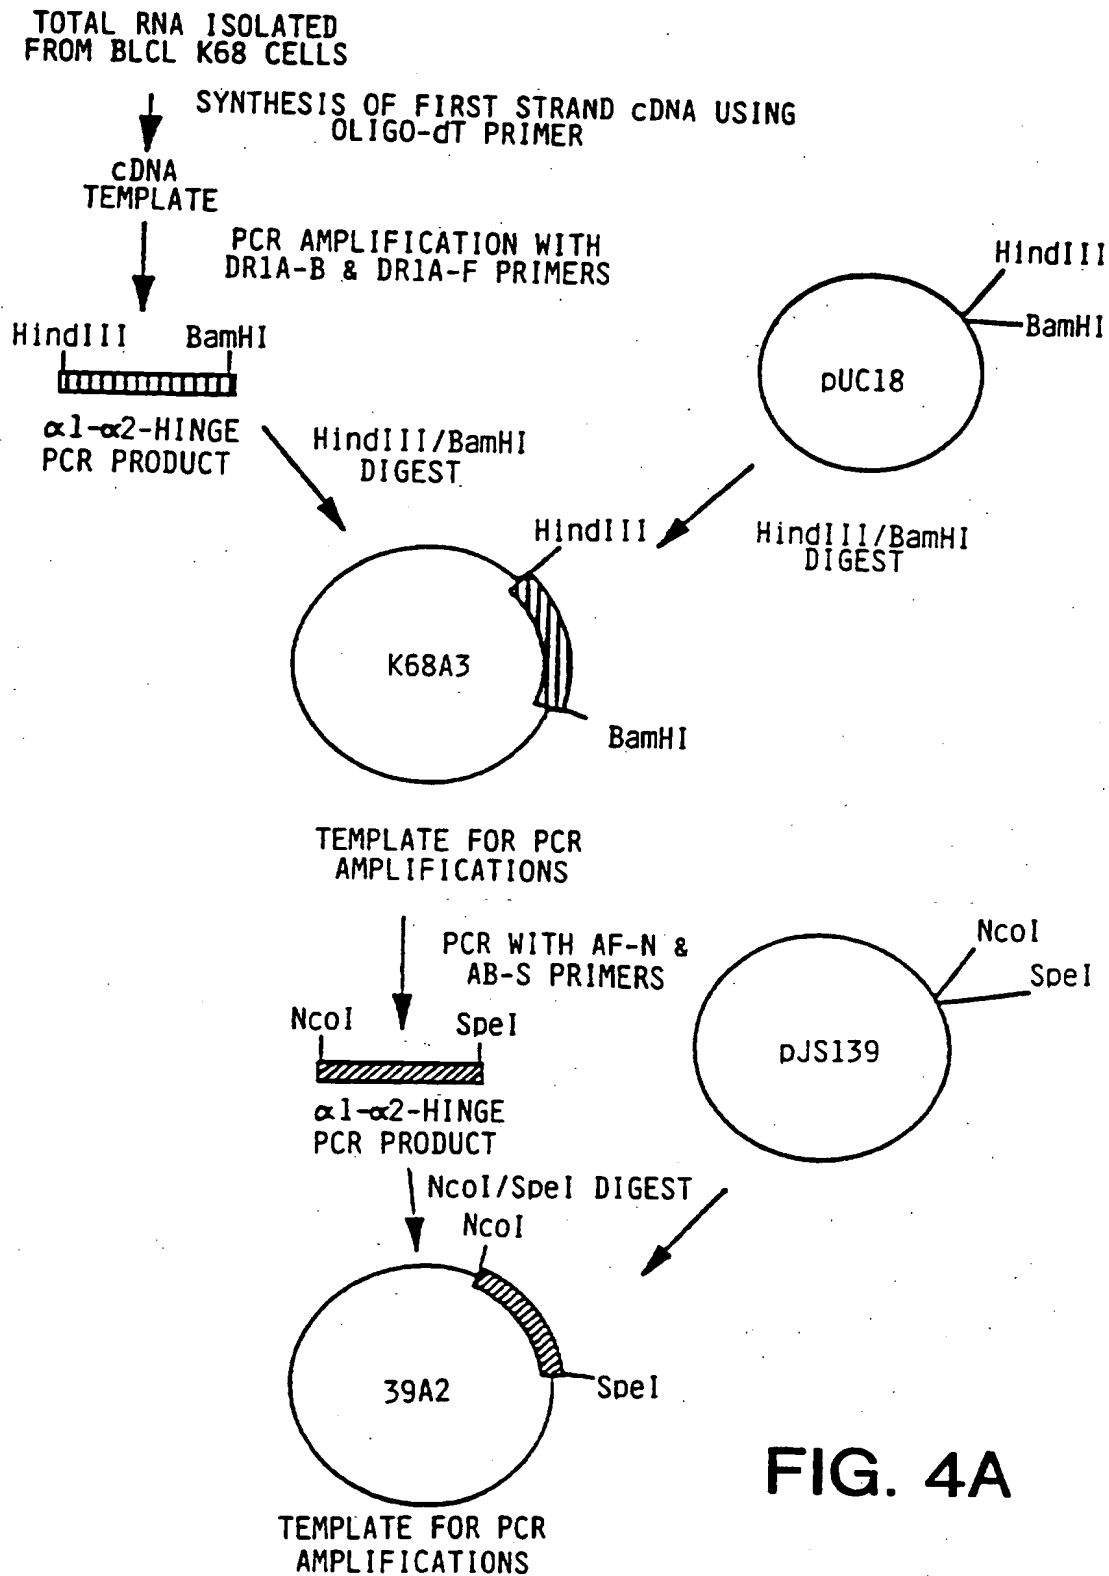 TOTAL RNA ISOLATED
FROM BLCL K68 CELLS
SYNTHESIS OF FIRST STRAND cDNA USING
OLIGO-dT PRIMER
cDNA
TEMPLATE
PCR AMPLIFICATION WITH
DR1A-B & DR1A-F PRIMERS
HindIII BamHI
α1-α2-HINGE
PCR PRODUCT
HindIII/BamHI
DIGEST
HindIII
BamHI
pUC18
HindIII/BamHI
DIGEST
HindIII
K68A3
BamHI
TEMPLATE FOR PCR
AMPLIFICATIONS
PCR WITH AF-N &
AB-S PRIMERS
NcoI SpeI
α1-α2-HINGE
PCR PRODUCT
NcoI
SpeI
pJS139
NcoI/SpeI DIGEST
NcoI
39A2
SpeI
TEMPLATE FOR PCR
AMPLIFICATIONS
FIG. 4A